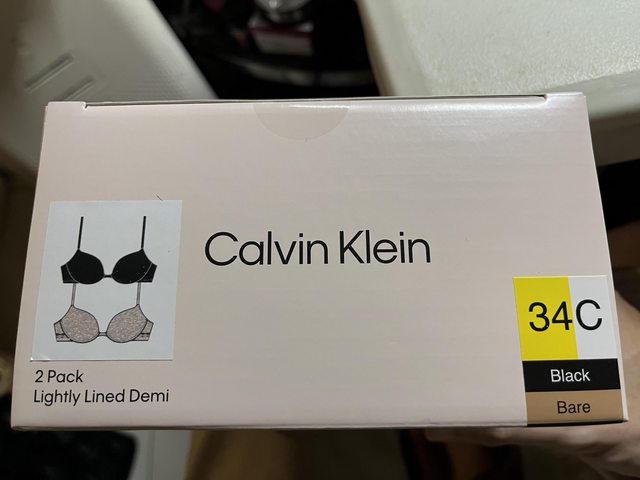 Calvin Klein
34C
Black
Bare
2 Pack
Lightly Lined Demi